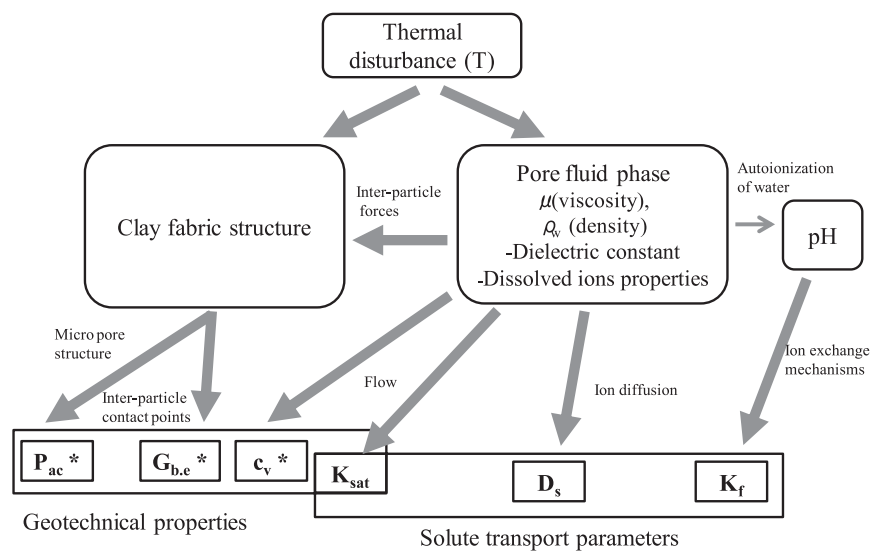 Thermal
disturbance (T)
Clay fabric structure
Inter-particle
forces
Pore fluid phase
μ(viscosity),
ρw (density)
-Dielectric constant
-Dissolved ions properties
Autoionization
of water
pH
Micro pore
structure
Inter-particle
contact points
Flow
Ion diffusion
Ion exchange
mechanisms
Pac *
Gb.e *
cv *
Ksat
Ds
Kf
Geotechnical properties
Solute transport parameters